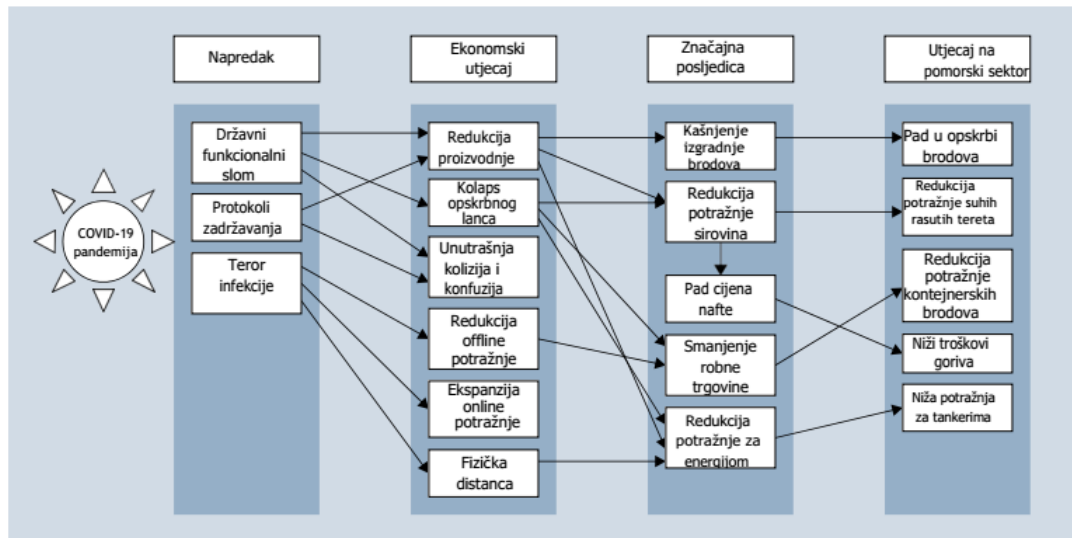 Napredak
Ekonomski
utjecaj
Značajna
posljedica
Utjecaj na
pomorski sektor
COVID-19
pandemija
Državni
funkcionalni
slom
Protokoli
zadržavanja
Teror
infekcije
Redukcija
proizvodnje
Kolaps
opskrbnog
lanca
Unutrašnja
kolizija i
konfuzija
Redukcija
offline
potražnje
Ekspanzija
online
potražnje
Fizička
distanca
Kašnjenje
izgradnje
brodova
Redukcija
potražnje
sirovina
Pad cijena
nafte
Smanjenje
robne
trgovine
Redukcija
potražnje za
energijom
Pad u opskrbi
brodova
Redukcija
potražnje suhih
rasutih tereta
Redukcija
potražnje
kontejnerskih
brodova
Niži troškovi
goriva
Niža potražnja
za tankerima